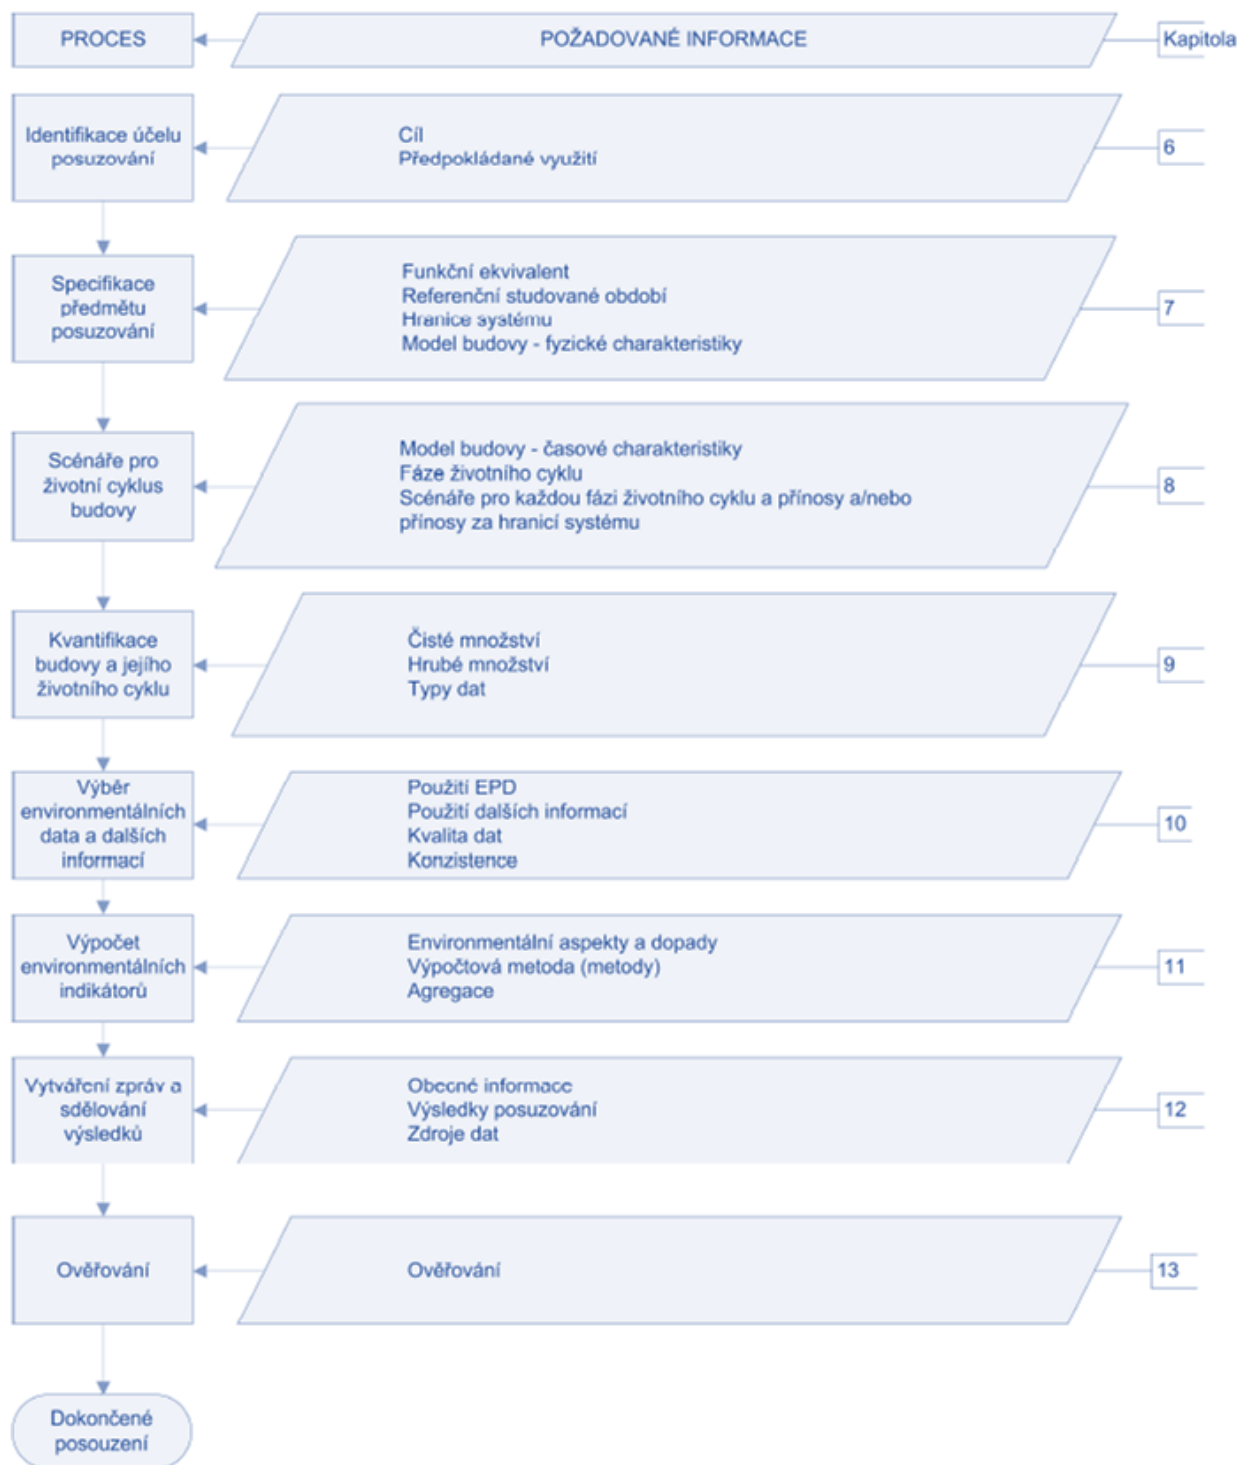 PROCES
POŽADOVANÉ INFORMACE
Kapitola
Identifikace účelu
posuzování
Cíl
Předpokládané využití
6
Specifikace
předmětu
posuzování
Funkční ekvivalent
Referenční studované období
Hranice systému
Model budovy - fyzické charakteristiky
7
Scénáře pro
životní cyklus
budovy
Model budovy - časové charakteristiky
Fáze životního cyklu
Scénáře pro každou fázi životního cyklu a přínosy a/nebo
přínosy za hranicí systému
8
Kvantifikace
budovy a jejího
životního cyklu
Čisté množství
Hrubé množství
Typy dat
9
Výběr
environmentálních
data a dalších
informací
Použití EPD
Použití dalších informací
Kvalita dat
Konzistence
10
Výpočet
environmentálních
indikátorů
Environmentální aspekty a dopady
Výpočtová metoda (metody)
Agregace
11
Vytváření zpráv a
sdělování
výsledků
Obecné informace
Výsledky posuzování
Zdroje dat
12
Ověřování
Ověřování
13
Dokončené
posouzení